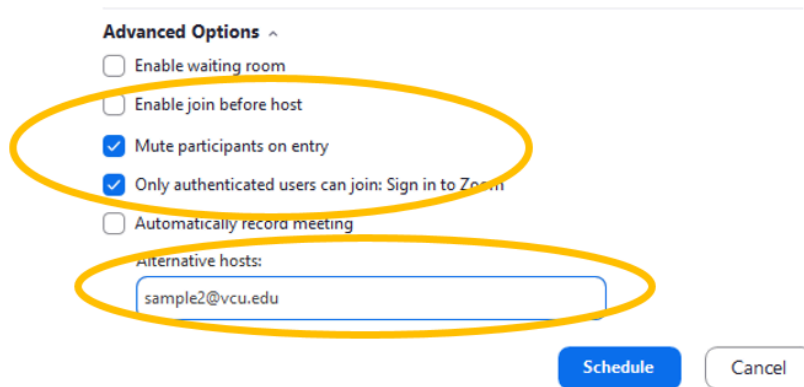 Advanced Options
Enable waiting room
Enable join before host
Mute participants on entry
Only authenticated users can join: Sign in to Zoom
Automatically record meeting
Alternative hosts:
sample2@vcu.edu
Schedule Cancel